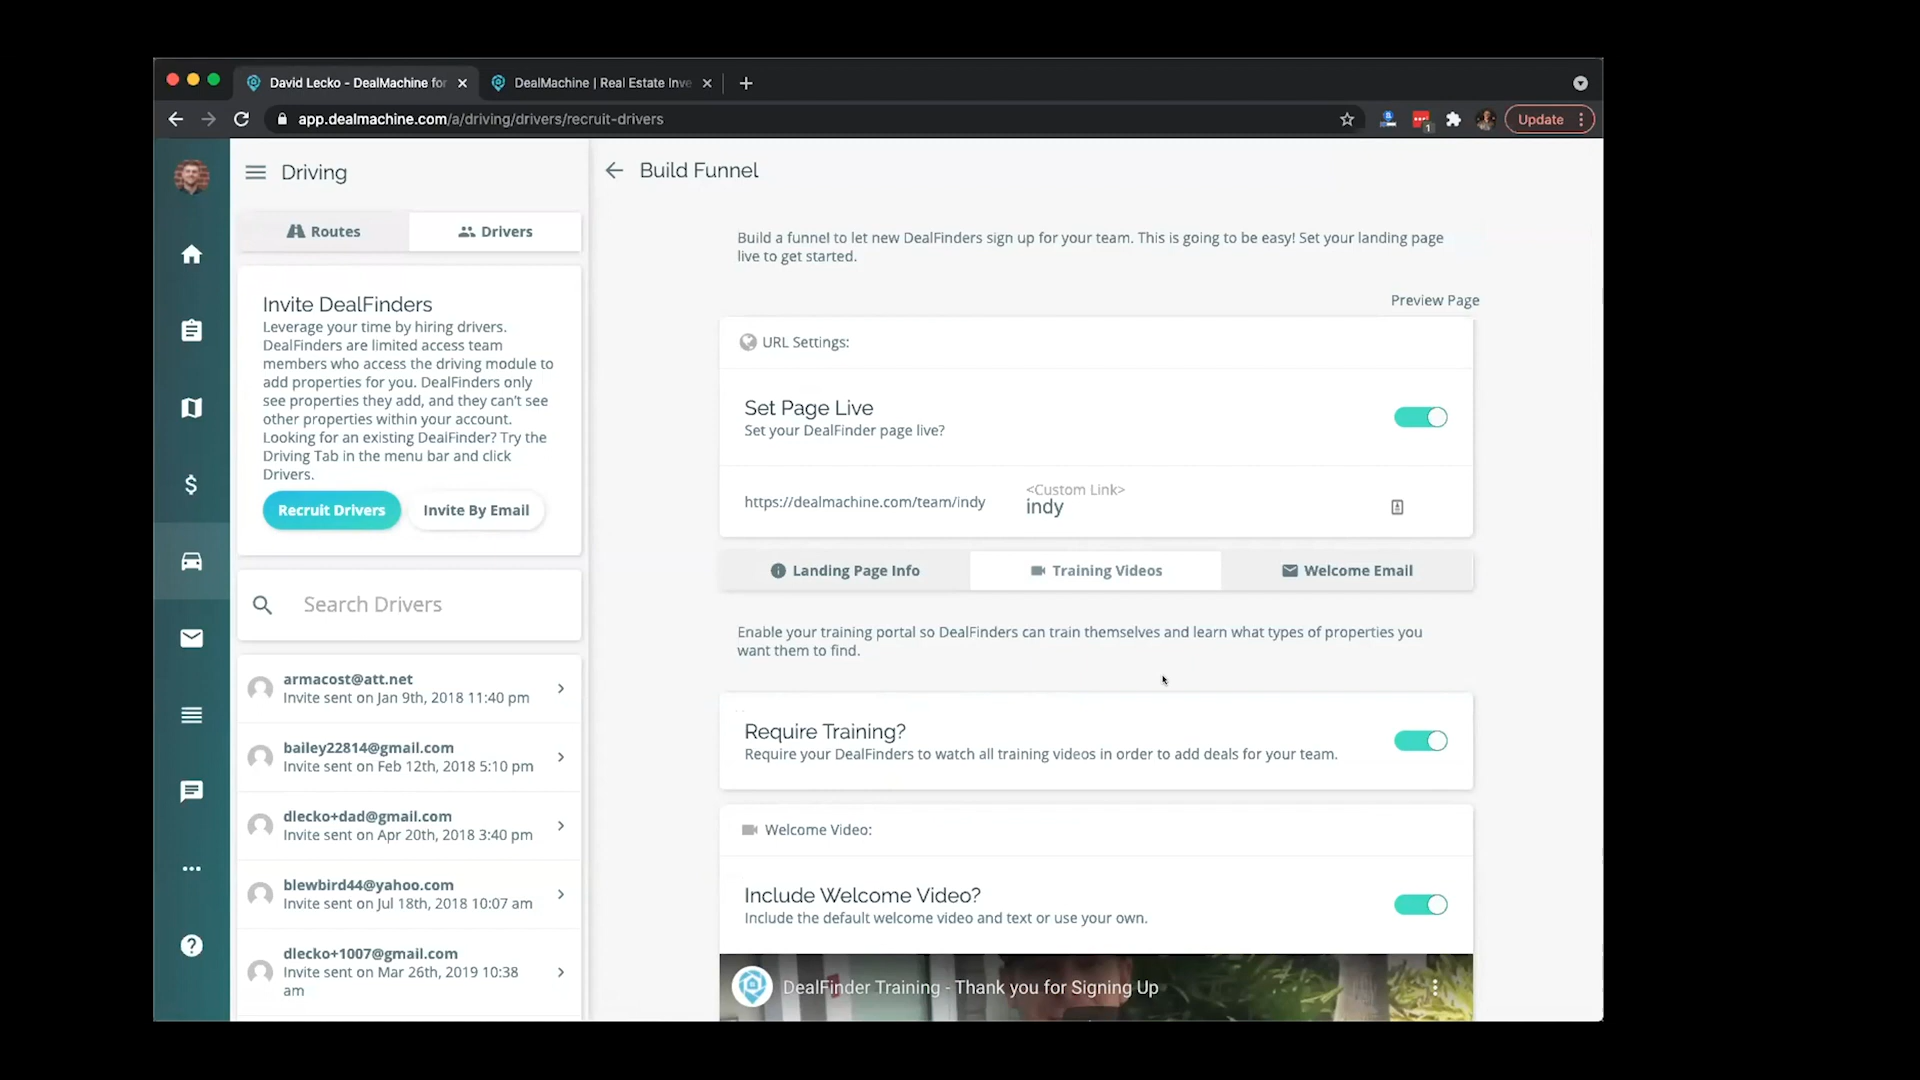 David Lecko - DealMachine for
DealMachine | Real Estate Inve
app.dealmachine.com/a/driving/drivers/recruit-drivers
1
Update
Driving
Routes
Drivers
Invite DealFinders
Leverage your time by hiring drivers.
DealFinders are limited access team
members who access the driving module to
add properties for you. DealFinders only
see properties they add, and they can't see
other properties within your account.
Looking for an existing DealFinder? Try the
Driving Tab in the menu bar and click
Drivers.
Recruit Drivers
Invite By Email
Search Drivers
armacost@att.net
Invite sent on Jan 9th, 2018 11:40 pm
bailey22814@gmail.com
Invite sent on Feb 12th, 2018 5:10 pm
dlecko+dad@gmail.com
Invite sent on Apr 20th, 2018 3:40 pm
blewbird44@yahoo.com
Invite sent on Jul 18th, 2018 10:07 am
dlecko+1007@gmail.com
Invite sent on Mar 26th, 2019 10:38
am
Build Funnel
Build a funnel to let new DealFinders sign up for your team. This is going to be easy! Set your landing page
live to get started.
Preview Page
URL Settings:
Set Page Live
Set your DealFinder page live?
https://dealmachine.com/team/indy
<Custom Link>
indy
Landing Page Info
Training Videos
Welcome Email
Enable your training portal so DealFinders can train themselves and learn what types of properties you
want them to find.
Require Training?
Require your DealFinders to watch all training videos in order to add deals for your team.
Welcome Video:
Include Welcome Video?
Include the default welcome video and text or use your own.
DealFinder Training - Thank you for Signing Up